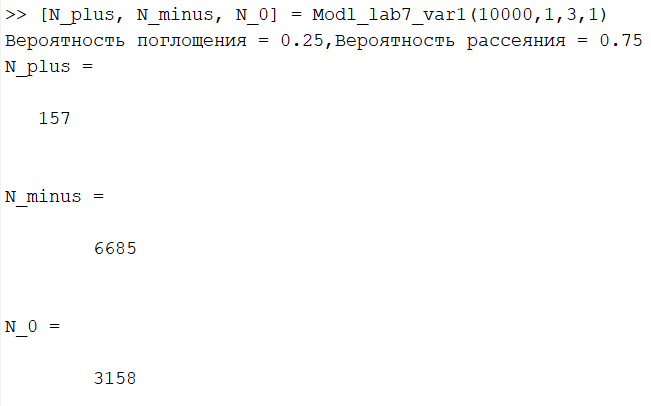 >> [N_plus, N_minus, N_0] = Modl_lab7_var1(10000,1,3,1)
Вероятность поглощения = 0.25,Вероятность рассеяния = 0.75
N_plus =
157
N_minus =
6685
N_0 =
3158